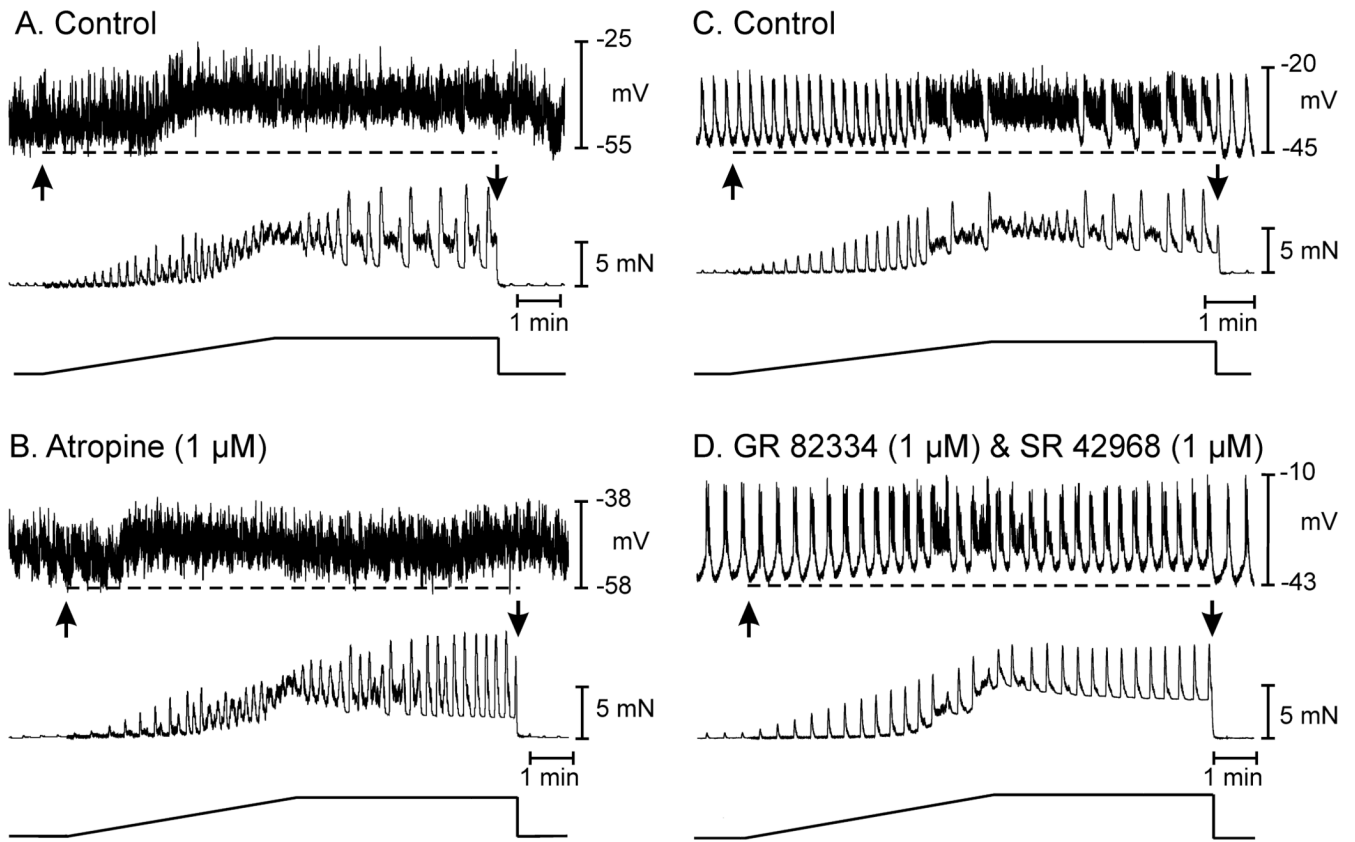 A. Control
-25
mV
-55
5 mN
1 min
C. Control
-20
mV
-45
5 mN
1 min
B. Atropine (1 µM)
-38
mV
-58
5 mN
1 min
D. GR 82334 (1 µM) & SR 42968 (1 µM)
-10
mV
-43
5 mN
1 min